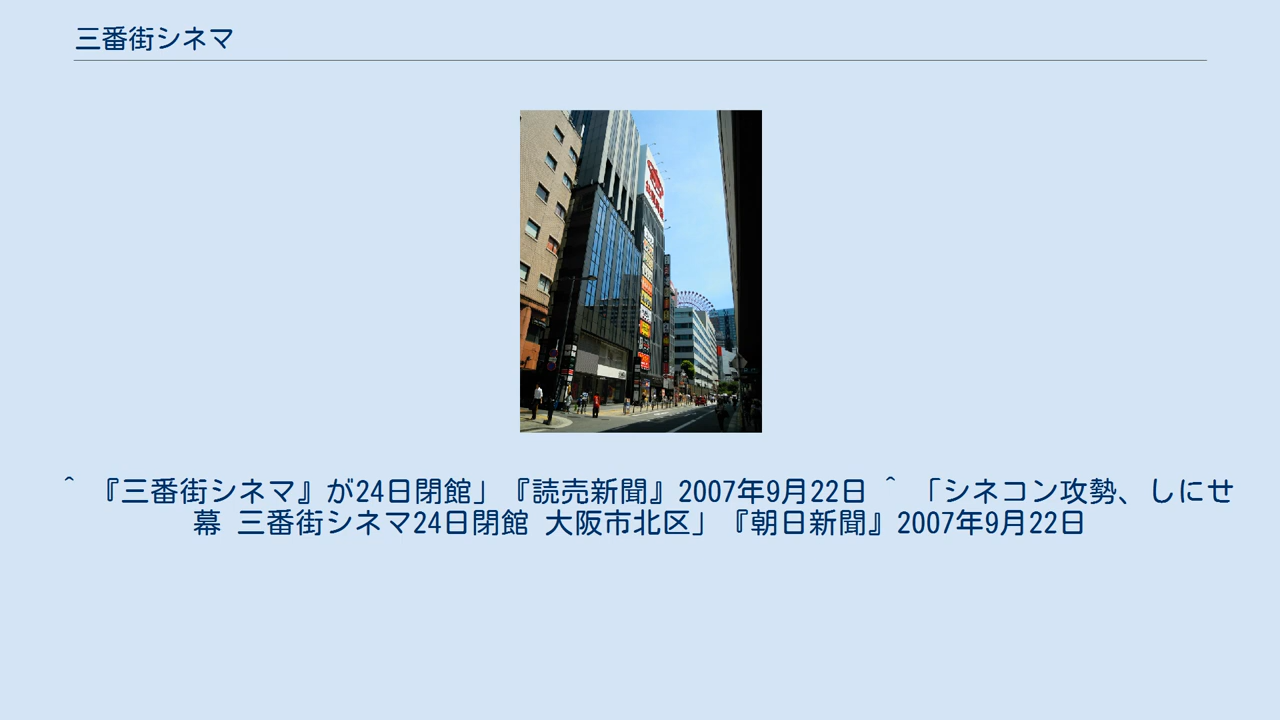 三番街シネマ
^ 『三番街シネマ』が24日閉館」『読売新聞』2007年9月22日 ^ 「シネコン攻勢、しにせ
幕 三番街シネマ24日閉館 大阪市北区」『朝日新聞』2007年9月22日